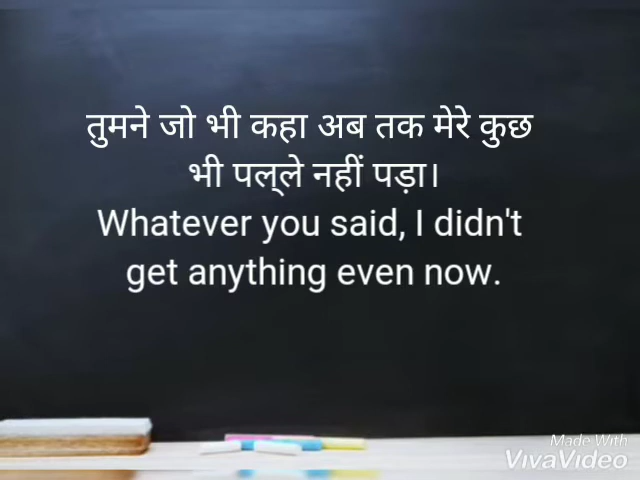 तुमने जो भी कहा अब तक मेरे कुछ
भी पल्ले नहीं पड़ा।
Whatever you said, I didn't
get anything even now.
Made With
VivaVideo